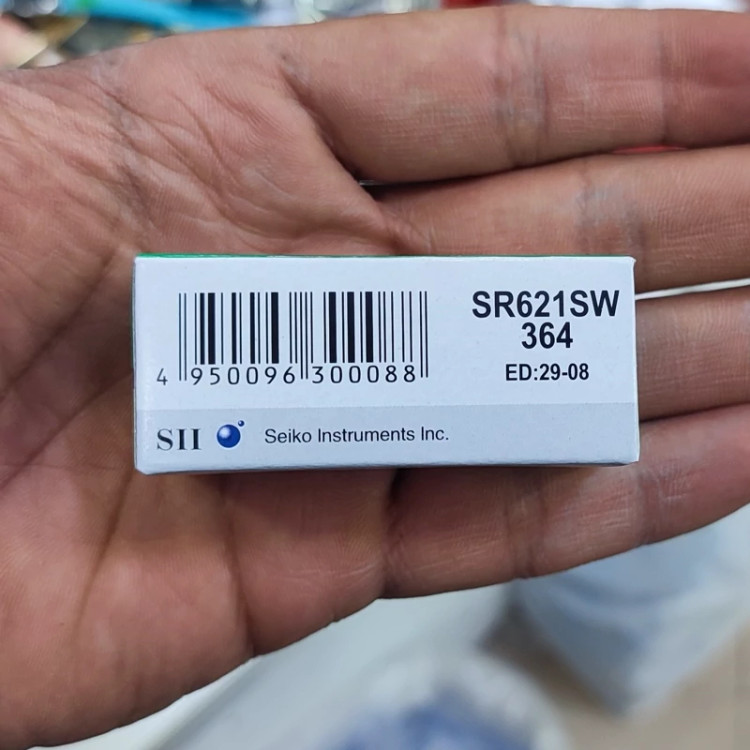 4 950096 300088
SR621SW
364
ED:29-08
SII
Seiko Instruments Inc.